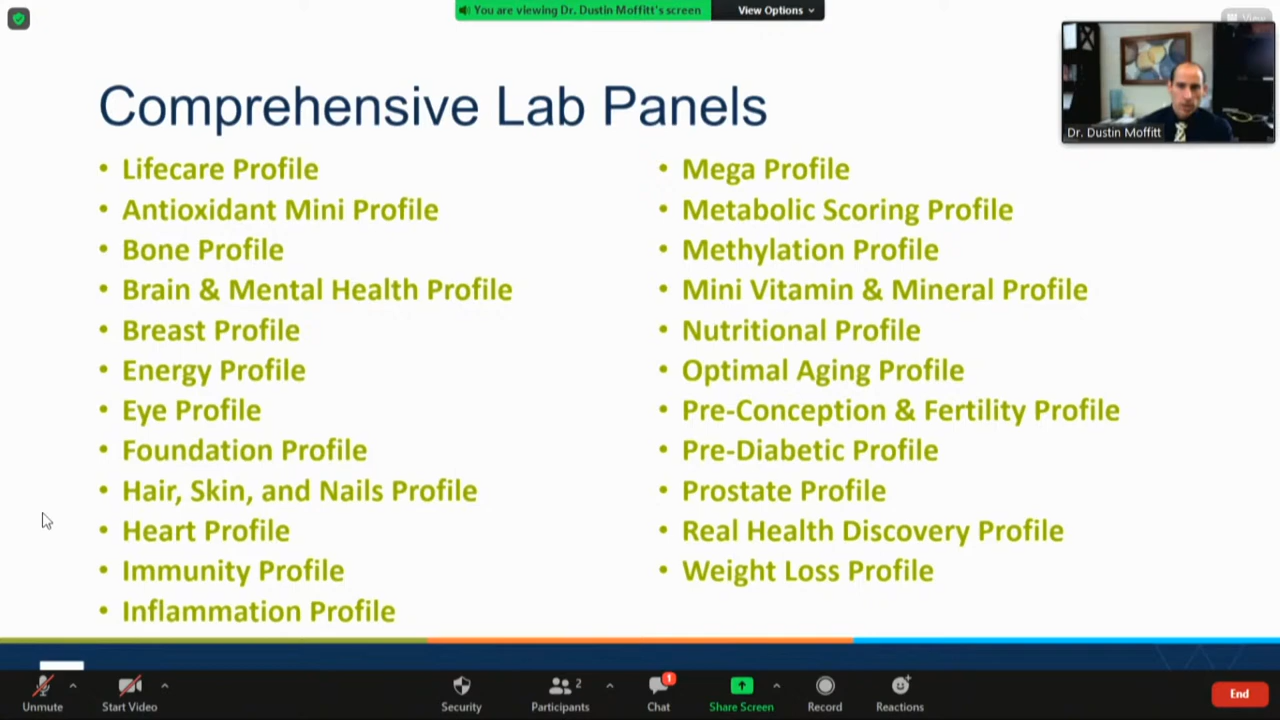 You are viewing Dr. Dustin Moffitt's screen
View Options
View
Dr. Dustin Moffitt
Comprehensive Lab Panels
• Lifecare Profile
• Antioxidant Mini Profile
• Bone Profile
• Brain & Mental Health Profile
• Breast Profile
• Energy Profile
• Eye Profile
• Foundation Profile
• Hair, Skin, and Nails Profile
• Heart Profile
• Immunity Profile
• Inflammation Profile
• Mega Profile
• Metabolic Scoring Profile
• Methylation Profile
• Mini Vitamin & Mineral Profile
• Nutritional Profile
• Optimal Aging Profile
• Pre-Conception & Fertility Profile
• Pre-Diabetic Profile
• Prostate Profile
• Real Health Discovery Profile
• Weight Loss Profile
Unmute
Start Video
Security
Participants
2
Chat
1
Share Screen
Record
Reactions
End